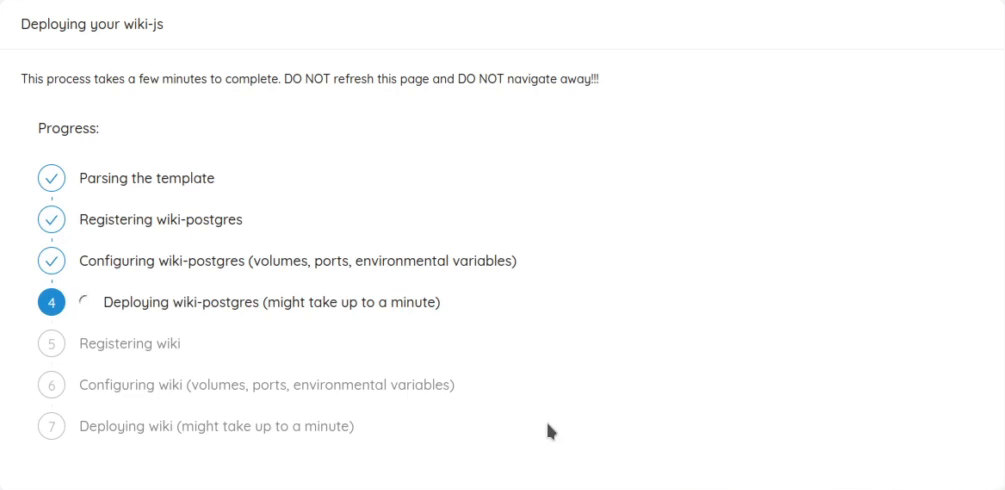 Deploying your wiki-js
This process takes a few minutes to complete. DO NOT refresh this page and DO NOT navigate away!!!
Progress:
Parsing the template
Registering wiki-postgres
Configuring wiki-postgres (volumes, ports, environmental variables)
4 Deploying wiki-postgres (might take up to a minute)
5 Registering wiki
6 Configuring wiki (volumes, ports, environmental variables)
7 Deploying wiki (might take up to a minute)